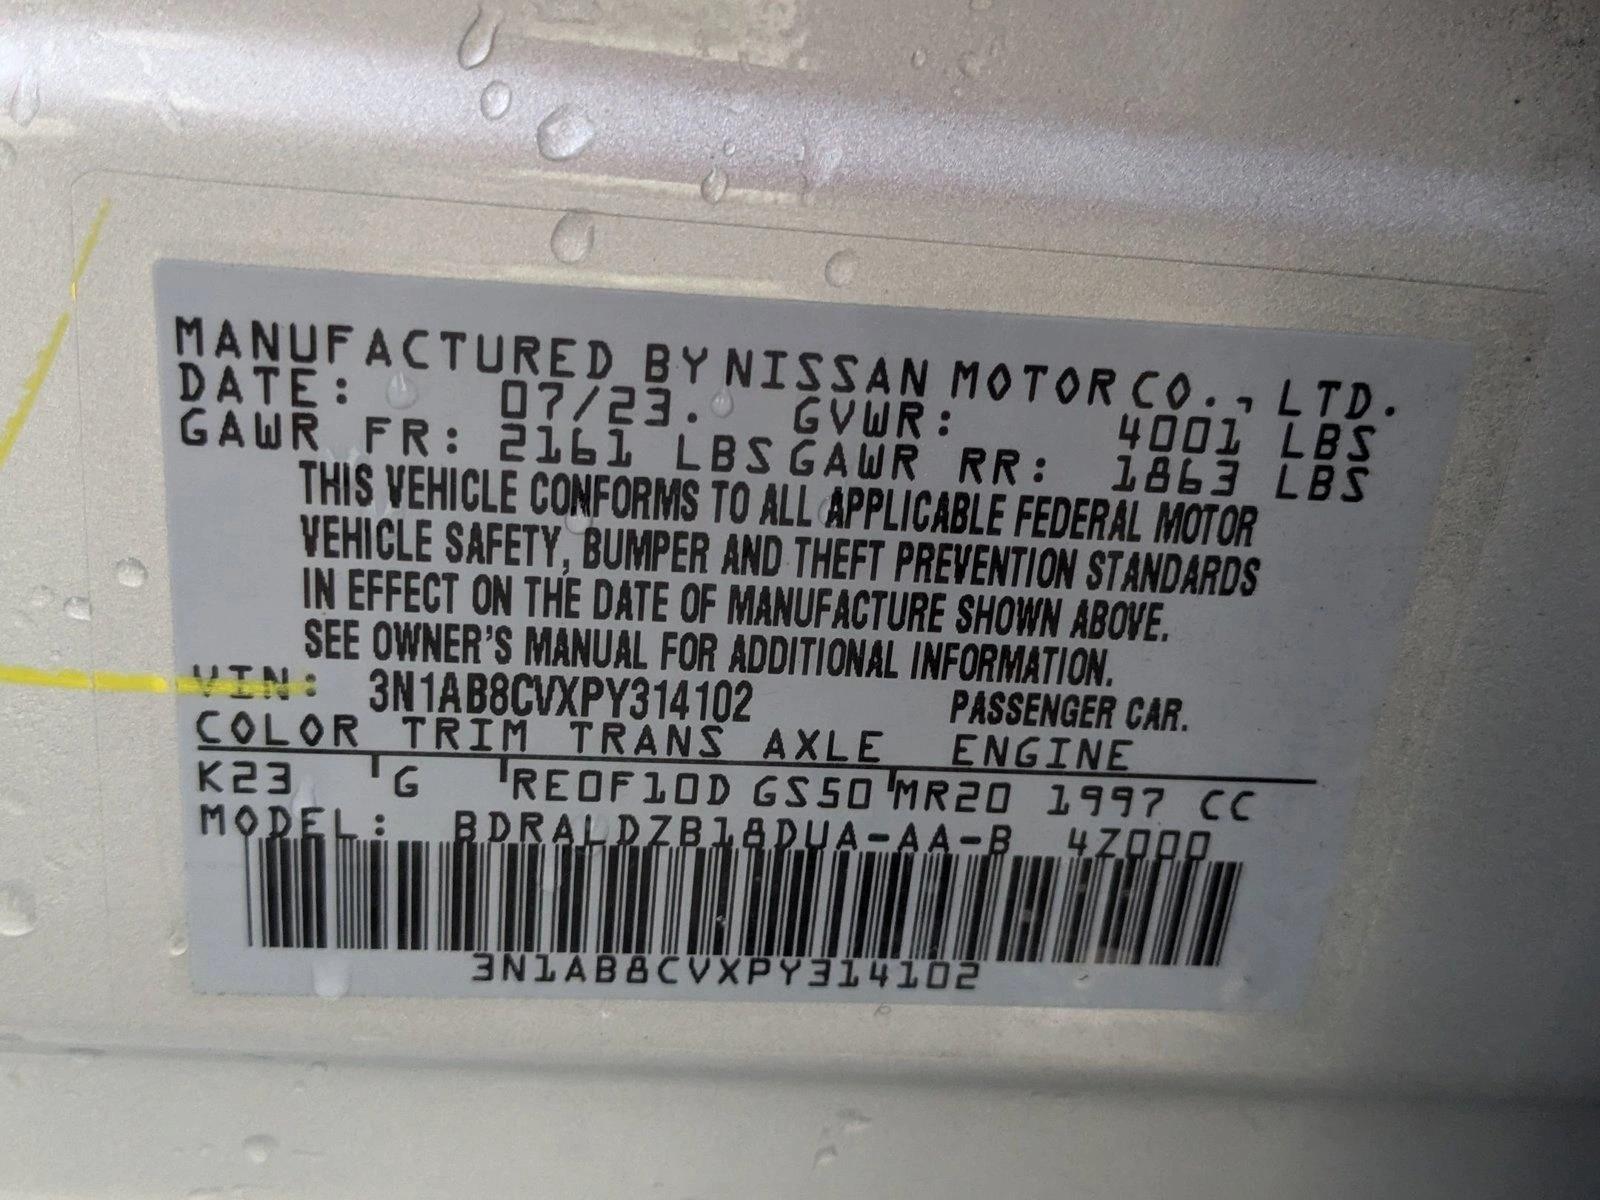 MANUFACTURED BY NISSAN MOTOR CO., LTD.
DATE: 07/23. GVWR: 4001 LBS
GAWR FR: 2161 LBS GAWR RR: 1863 LBS
THIS VEHICLE CONFORMS TO ALL APPLICABLE FEDERAL MOTOR
VEHICLE SAFETY, BUMPER AND THEFT PREVENTION STANDARDS
IN EFFECT ON THE DATE OF MANUFACTURE SHOWN ABOVE.
SEE OWNER'S MANUAL FOR ADDITIONAL INFORMATION.
VIN: 3N1AB8CVXPY314102 PASSENGER CAR.
COLOR TRIM TRANS AXLE ENGINE
K23 G RE0F10D GS50 MR20 1997 CC
MODEL: BDRALDZB18DUA-AA-B 4Z000
3N1AB8CVXPY314102